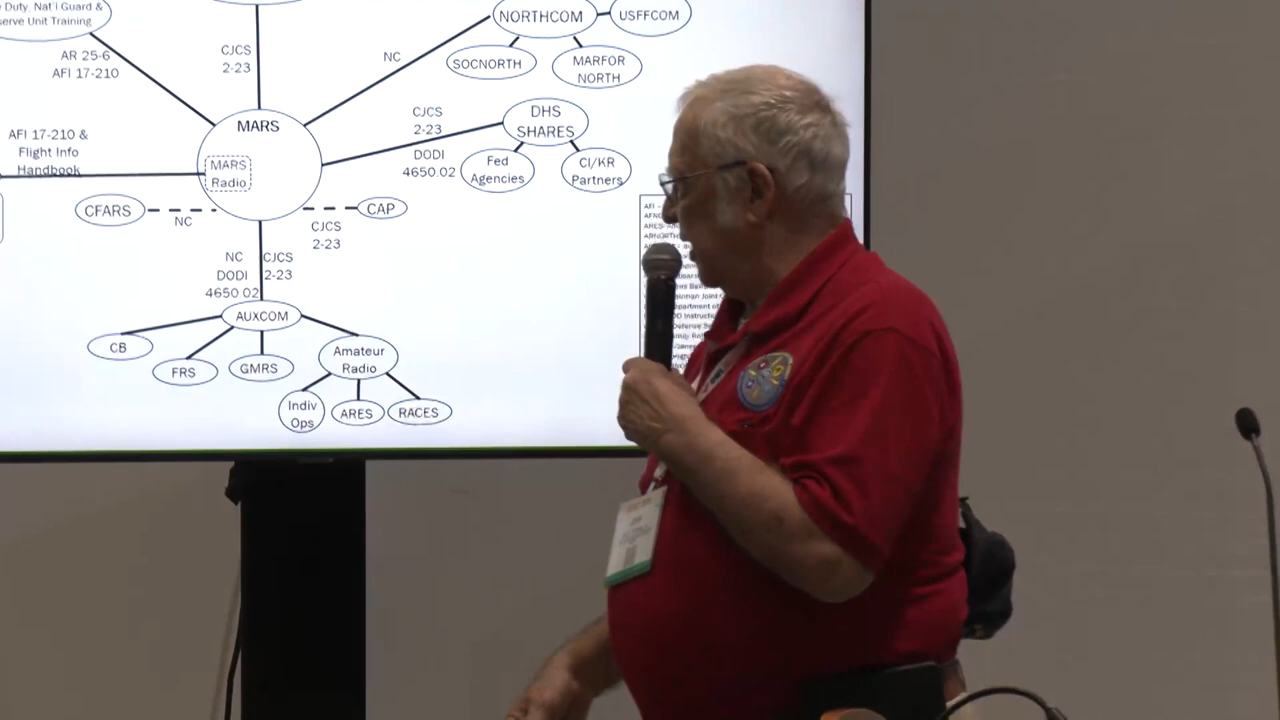 Duty, Nat'l Guard &
serve Unit Training
AR 25-6
AFI 17-210
CJCS
2-23
NC
NORTHCOM
USFFCOM
SOCNORTH
MARFOR
NORTH
MARS
MARS
Radio
AFI 17-210 &
Flight Info
Handbook
CJCS
2-23
DODI
4650.02
DHS
SHARES
Fed
Agencies
CI/KR
Partners
CFARS
NC
CAP
CJCS
2-23
NC
DODI
4650 02
CJCS
2-23
AUXCOM
CB
FRS
GMRS
Amateur
Radio
Indiv
Ops
ARES
RACES
AFI -